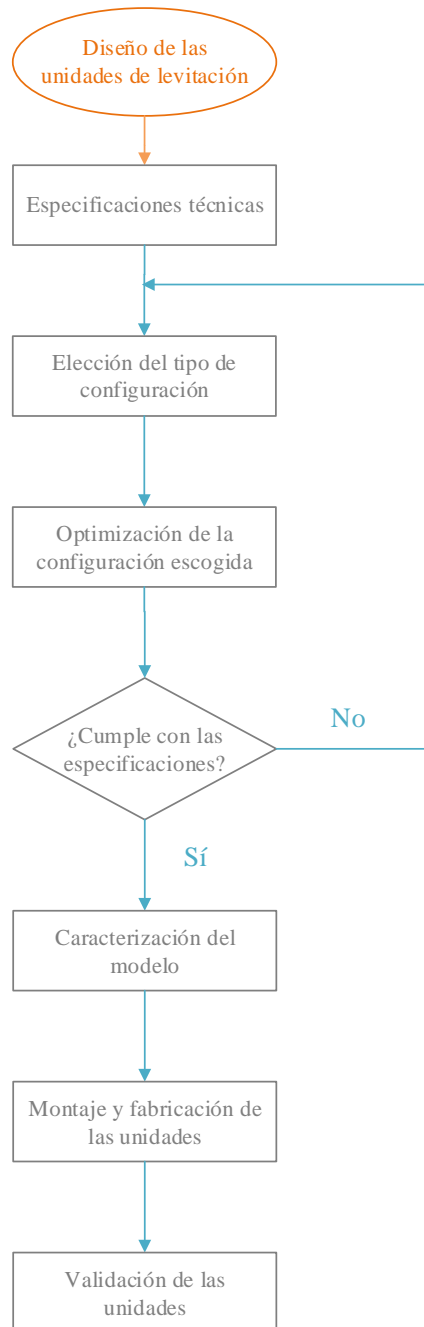 Diseño de las
unidades de levitación
Especificaciones técnicas
Elección del tipo de
configuración
Optimización de la
configuración escogida
¿Cumple con las
especificaciones?
No
Sí
Caracterización del
modelo
Montaje y fabricación de
las unidades
Validación de las
unidades